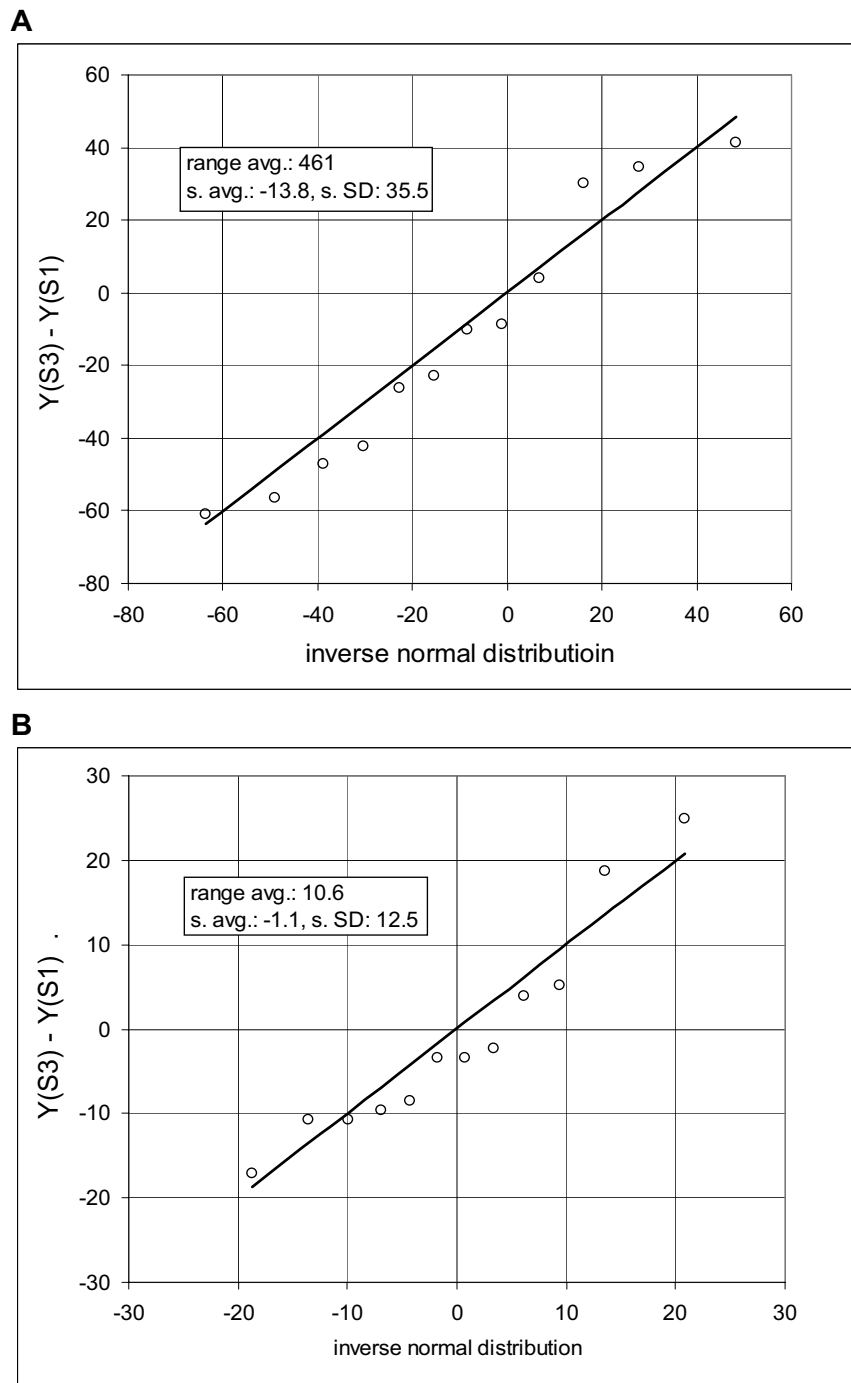 A
60
40
20
0
-20
-40
-60
-80
range avg.: 461
s. avg.: -13.8, s. SD: 35.5
Y(S3) - Y(S1)
-80 -60 -40 -20 0 20 40 60
inverse normal distributioin
B
30
20
10
0
-10
-20
-30
range avg.: 10.6
s. avg.: -1.1, s. SD: 12.5
Y(S3) - Y(S1) .
-30 -20 -10 0 10 20 30
inverse normal distribution